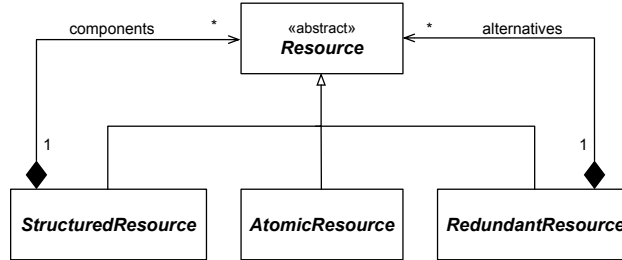 components
*
«abstract»
Resource
*
alternatives
1
1
StructuredResource
AtomicResource
RedundantResource